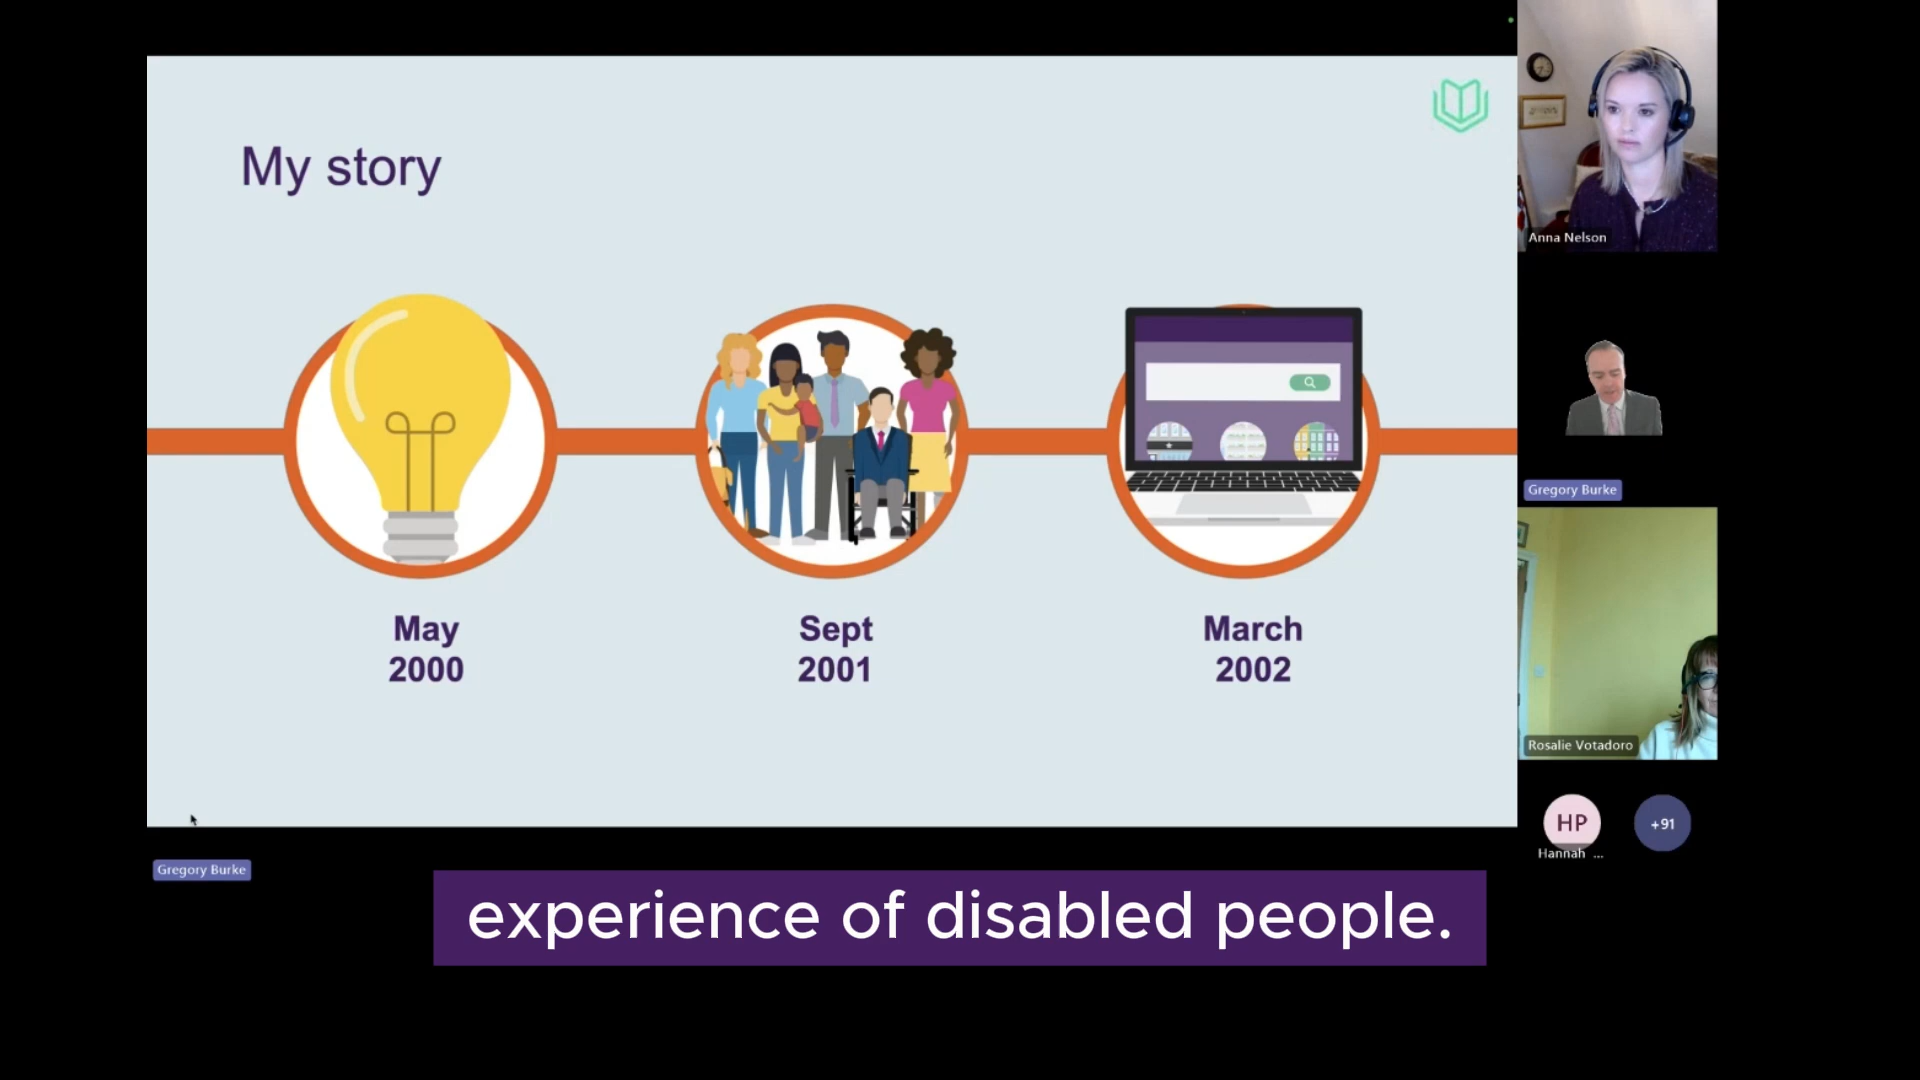 My story
May
2000
Sept
2001
March
2002
Anna Nelson
Gregory Burke
Rosalie Votadoro
HP
Hannah ...
+91
Gregory Burke
experience of disabled people.